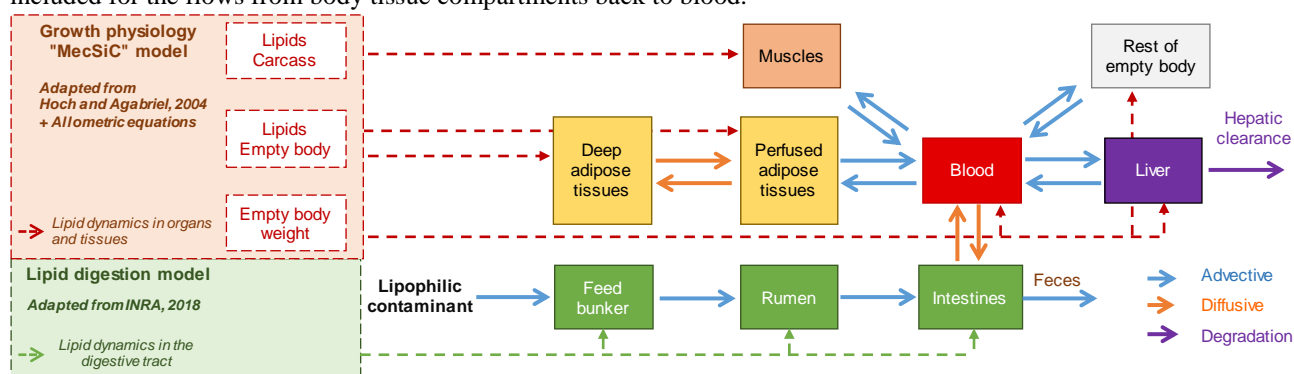 included for the flows from body tissue compartments back to blood.
Growth physiology
"MecSiC" model
Adapted from
Hoch and Agabriel, 2004
+ Allometric equations
Lipids
Carcass
Lipids
Empty body
Empty body
weight
Lipid dynamics in organs
and tissues
Muscles
Rest of
empty body
Deep
adipose
tissues
Perfused
adipose
tissues
Blood
Liver
Hepatic
clearance
Lipid digestion model
Adapted from INRA, 2018
Lipid dynamics in the
digestive tract
Lipophilic
contaminant
Feed
bunker
Rumen
Intestines
Feces
Advective
Diffusive
Degradation